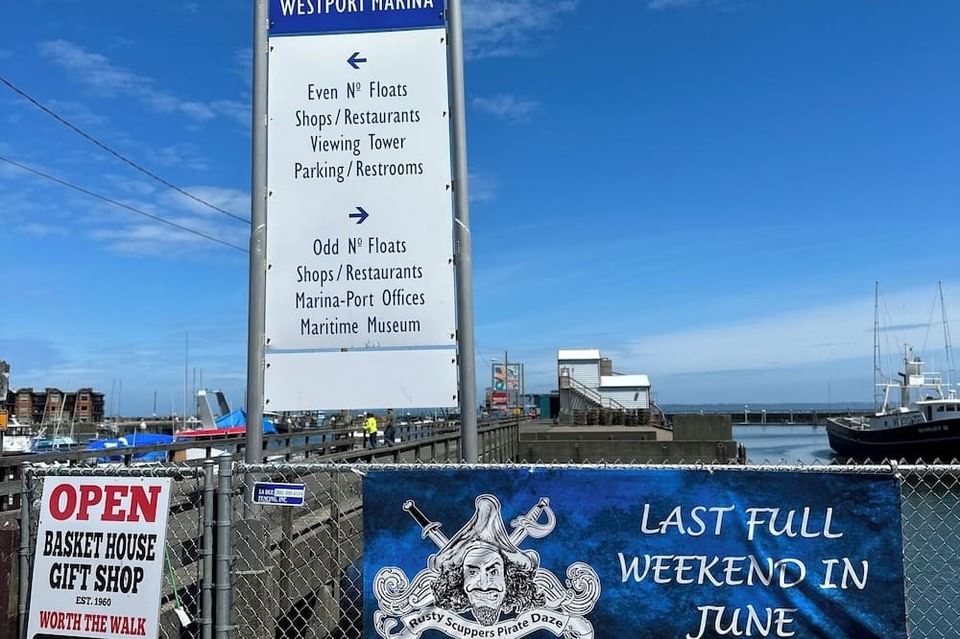 WESTPORT MARINA
←
Even Nº Floats
Shops/Restaurants
Viewing Tower
Parking/Restrooms
→
Odd Nº Floats
Shops/Restaurants
Marina-Port Offices
Maritime Museum
OPEN
BASKET HOUSE
GIFT SHOP
EST. 1960
WORTH THE WALK
FENCING, INC.
Rusty Scuppers Pirate Daze
LAST FULL
WEEKEND IN
JUNE